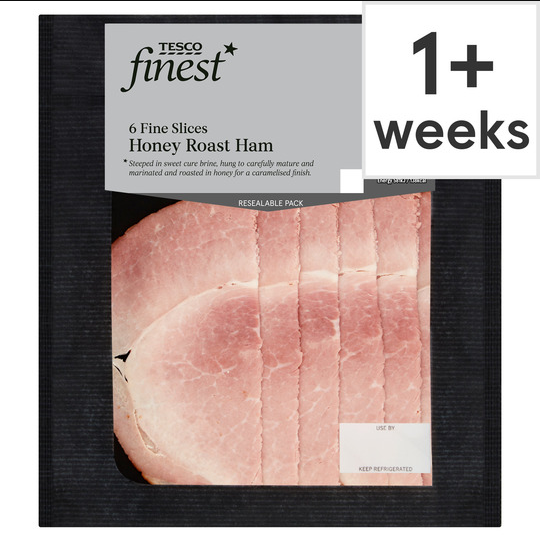 TESCO
finest*
1+
weeks
6 Fine Slices
Honey Roast Ham
*Steeped in sweet cure brine, hung to carefully mature and
marinated and roasted in honey for a caramelised finish.
RESEALABLE PACK
USE BY
KEEP REFRIGERATED